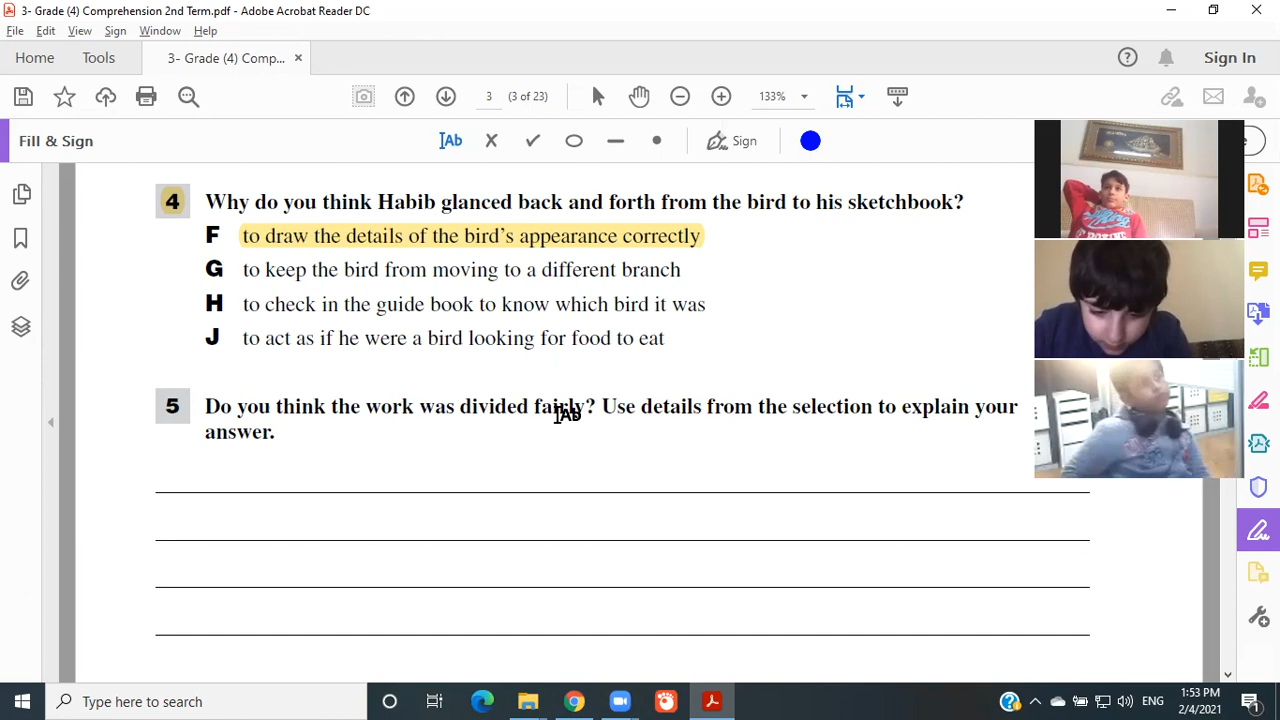 3- Grade (4) Comprehension 2nd Term.pdf - Adobe Acrobat Reader DC
File Edit View Sign Window Help
Home Tools 3- Grade (4) Comp... × Sign In
3 (3 of 23) 133%
Fill & Sign Ab Sign
4 Why do you think Habib glanced back and forth from the bird to his sketchbook?
F to draw the details of the bird's appearance correctly
G to keep the bird from moving to a different branch
H to check in the guide book to know which bird it was
J to act as if he were a bird looking for food to eat
5 Do you think the work was divided fairly? Use details from the selection to explain your
answer.
Ab
Type here to search
ENG
1:53 PM
2/4/2021
1